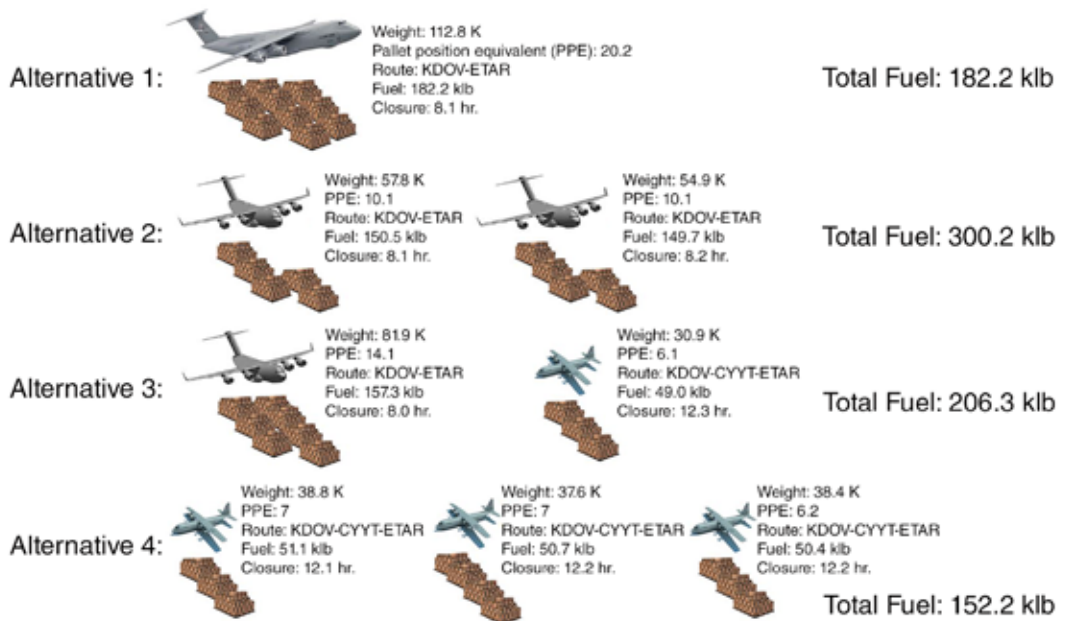 Alternative 1:
Weight: 112.8 K
Pallet position equivalent (PPE): 20.2
Route: KDOV-ETAR
Fuel: 182.2 klb
Closure: 8.1 hr.
Total Fuel: 182.2 klb
Alternative 2:
Weight: 57.8 K
PPE: 10.1
Route: KDOV-ETAR
Fuel: 150.5 klb
Closure: 8.1 hr.
Weight: 54.9 K
PPE: 10.1
Route: KDOV-ETAR
Fuel: 149.7 klb
Closure: 8.2 hr.
Total Fuel: 300.2 klb
Alternative 3:
Weight: 81.9 K
PPE: 14.1
Route: KDOV-ETAR
Fuel: 157.3 klb
Closure: 8.0 hr.
Weight: 30.9 K
PPE: 6.1
Route: KDOV-CYYT-ETAR
Fuel: 49.0 klb
Closure: 12.3 hr.
Total Fuel: 206.3 klb
Alternative 4:
Weight: 38.8 K
PPE: 7
Route: KDOV-CYYT-ETAR
Fuel: 51.1 klb
Closure: 12.1 hr.
Weight: 37.6 K
PPE: 7
Route: KDOV-CYYT-ETAR
Fuel: 50.7 klb
Closure: 12.2 hr.
Weight: 38.4 K
PPE: 6.2
Route: KDOV-CYYT-ETAR
Fuel: 50.4 klb
Closure: 12.2 hr.
Total Fuel: 152.2 klb